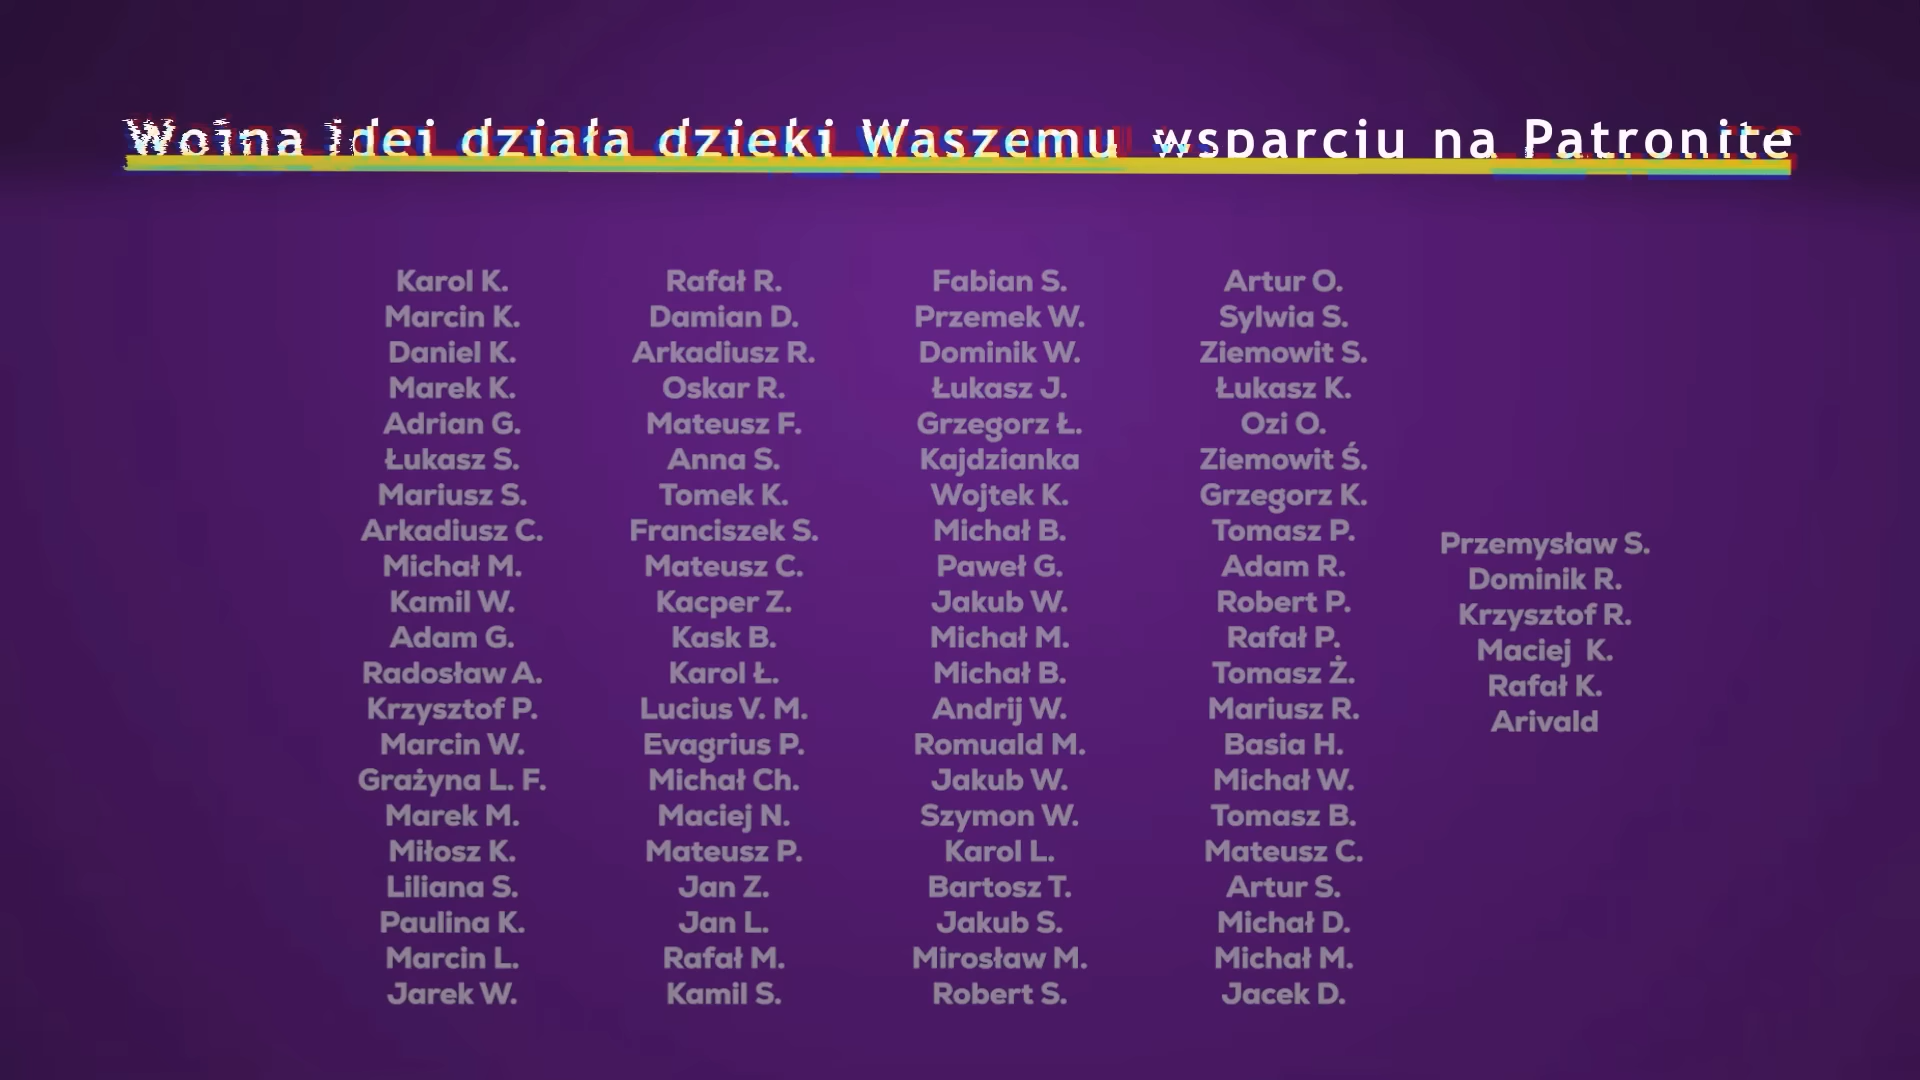 Wojna Idei działa dzięki Waszemu wsparciu na Patronite
Karol K.
Marcin K.
Daniel K.
Marek K.
Adrian G.
Łukasz S.
Mariusz S.
Arkadiusz C.
Michał M.
Kamil W.
Adam G.
Radosław A.
Krzysztof P.
Marcin W.
Grażyna L. F.
Marek M.
Miłosz K.
Liliana S.
Paulina K.
Marcin L.
Jarek W.
Rafał R.
Damian D.
Arkadiusz R.
Oskar R.
Mateusz F.
Anna S.
Tomek K.
Franciszek S.
Mateusz C.
Kacper Z.
Kask B.
Karol Ł.
Lucius V. M.
Evagrius P.
Michał Ch.
Maciej N.
Mateusz P.
Jan Z.
Jan L.
Rafał M.
Kamil S.
Fabian S.
Przemek W.
Dominik W.
Łukasz J.
Grzegorz Ł.
Kajdzianka
Wojtek K.
Michał B.
Paweł G.
Jakub W.
Michał M.
Michał B.
Andrij W.
Romuald M.
Jakub W.
Szymon W.
Karol L.
Bartosz T.
Jakub S.
Mirosław M.
Robert S.
Artur O.
Sylwia S.
Ziemowit S.
Łukasz K.
Ozi O.
Ziemowit Ś.
Grzegorz K.
Tomasz P.
Adam R.
Robert P.
Rafał P.
Tomasz Ż.
Mariusz R.
Basia H.
Michał W.
Tomasz B.
Mateusz C.
Artur S.
Michał D.
Michał M.
Jacek D.
Przemysław S.
Dominik R.
Krzysztof R.
Maciej K.
Rafał K.
Arivald